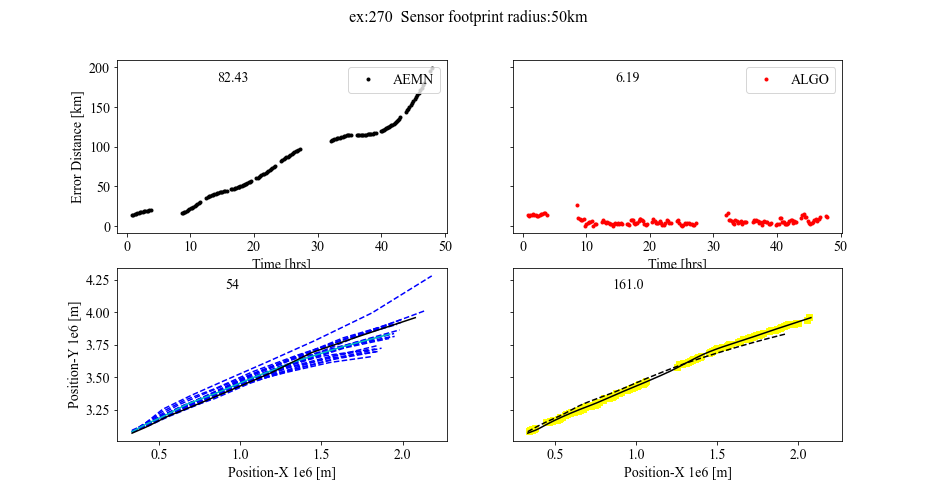 ex:270 Sensor footprint radius:50km
82.43
AEMN
6.19
ALGO
Error Distance [km]
200
150
100
50
0
0 10 20 30 40 50
0 10 20 30 40 50
Time [hrs]
Time [hrs]
54
161.0
Position-Y 1e6 [m]
4.25
4.00
3.75
3.50
3.25
0.5 1.0 1.5 2.0
0.5 1.0 1.5 2.0
Position-X 1e6 [m]
Position-X 1e6 [m]